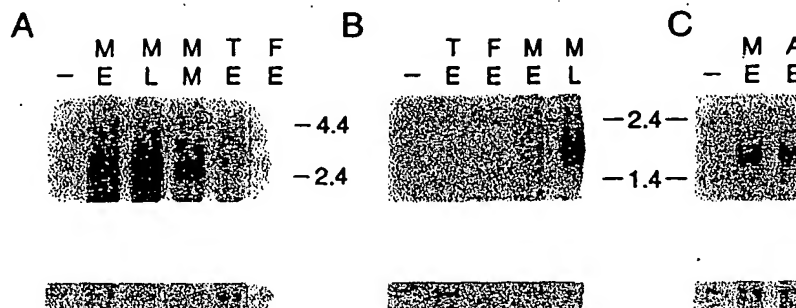 A
M M M T F
– E L M E E
–4.4
–2.4
B
T F M M
– E E E L
–2.4–
–1.4–
C
M A
– E E